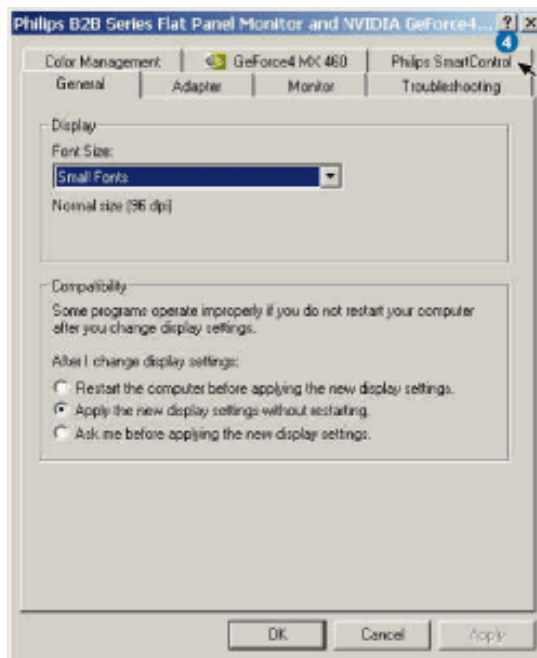 Philips B2B Series Flat Panel Monitor and NVIDIA GeForce4...
4
Color Management
GeForce4 MX 460
Philips SmartControl
General
Adapter
Monitor
Troubleshooting
Display
Font Size:
Small Fonts
Normal size (96 dpi)
Compatibility
Some programs operate improperly if you do not restart your computer
after you change display settings.
After I change display settings:
Restart the computer before applying the new display settings.
Apply the new display settings without restarting.
Ask me before applying the new display settings.
OK
Cancel
Apply